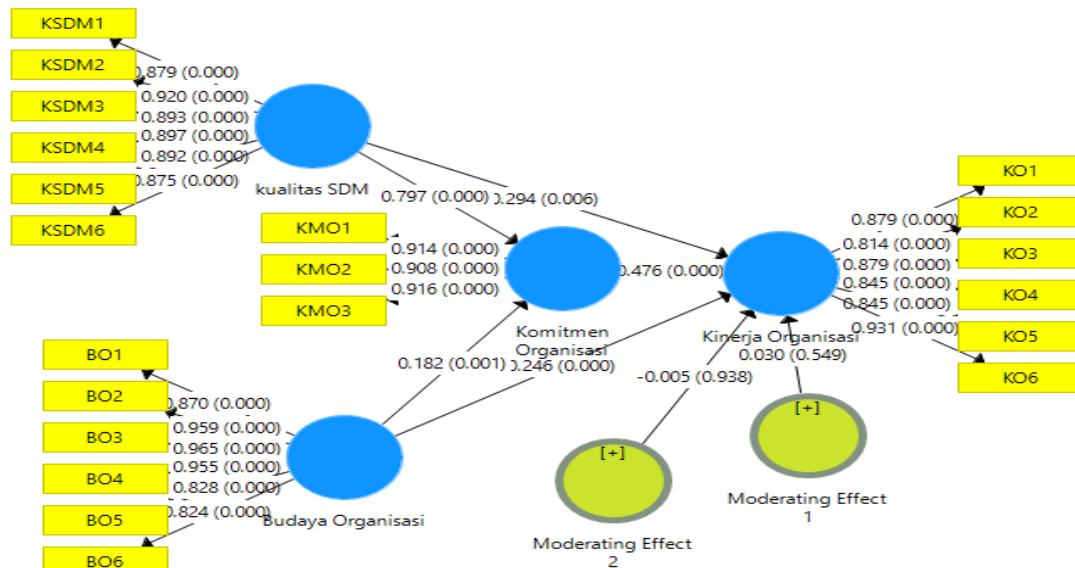 KSDM1
KSDM2
KSDM3
KSDM4
KSDM5
KSDM6
0.879 (0.000)
0.920 (0.000)
0.893 (0.000)
0.897 (0.000)
0.892 (0.000)
0.875 (0.000)
kualitas SDM
0.797 (0.000)
0.294 (0.006)
KMO1
KMO2
KMO3
0.914 (0.000)
0.908 (0.000)
0.916 (0.000)
Komitmen
Organisasi
0.476 (0.000)
KO1
KO2
KO3
KO4
KO5
KO6
0.879 (0.000)
0.814 (0.000)
0.879 (0.000)
0.845 (0.000)
0.845 (0.000)
0.931 (0.000)
Kinerja Organisasi
0.182 (0.001)
0.246 (0.000)
-0.005 (0.938)
0.030 (0.549)
BO1
BO2
BO3
BO4
BO5
BO6
0.870 (0.000)
0.959 (0.000)
0.965 (0.000)
0.955 (0.000)
0.828 (0.000)
0.824 (0.000)
Budaya Organisasi
[+]
Moderating Effect
2
[+]
Moderating Effect
1